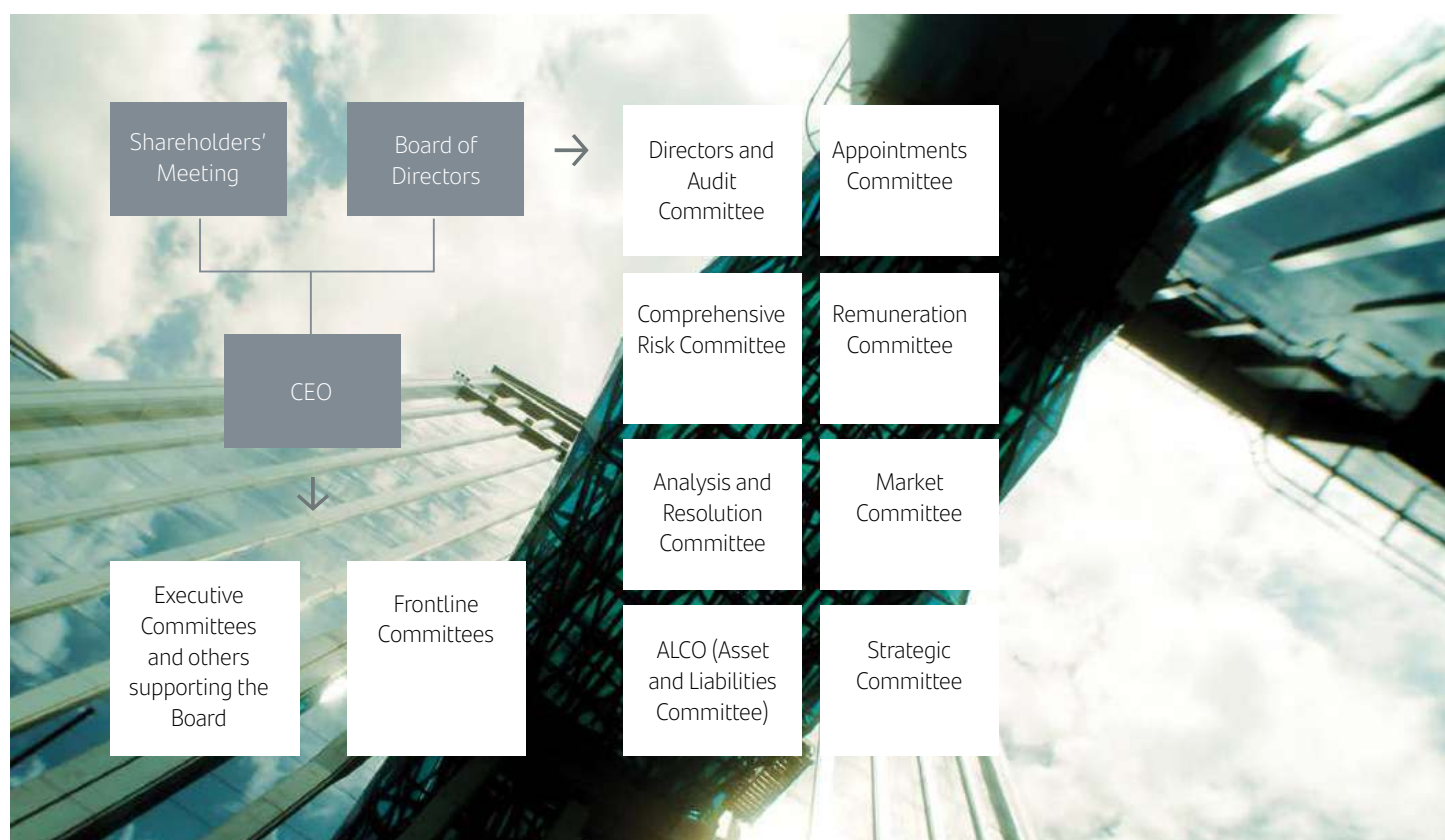 Shareholders’
Meeting
Board of
Directors
CEO
Executive
Committees
and others
supporting the
Board
Frontline
Committees
Directors and
Audit
Committee
Appointments
Committee
Comprehensive
Risk Committee
Remuneration
Committee
Analysis and
Resolution
Committee
Market
Committee
ALCO (Asset
and Liabilities
Committee)
Strategic
Committee